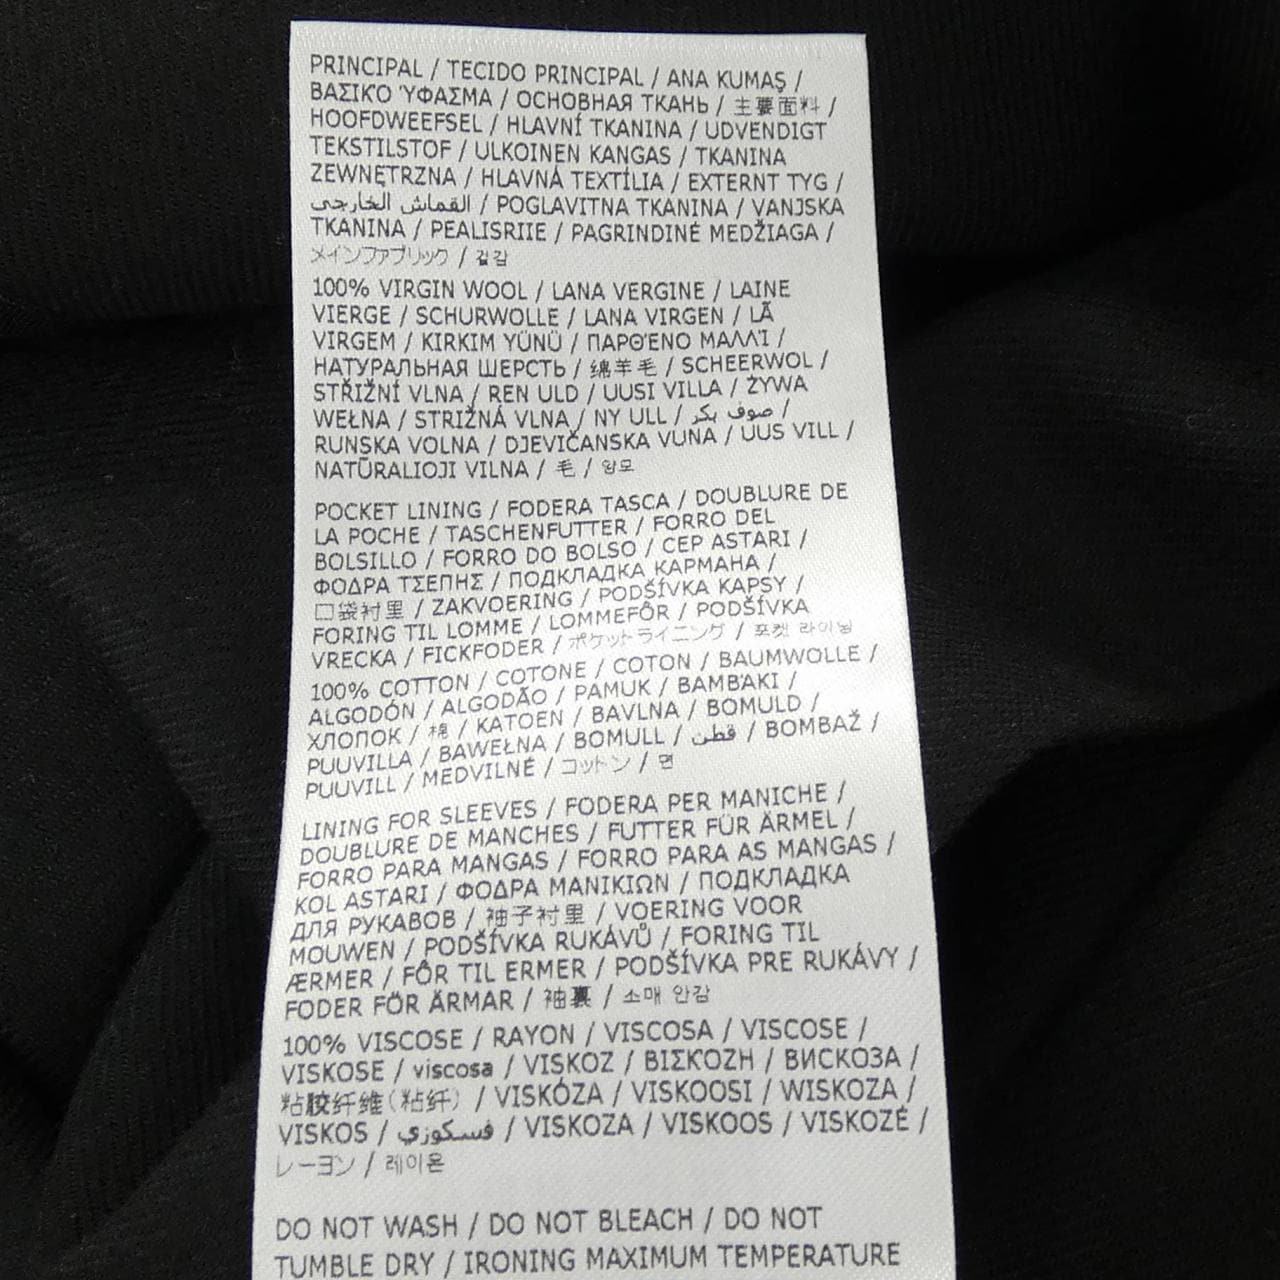 PRINCIPAL / TECIDO PRINCIPAL / ANA KUMAŞ /
ΒΑΣΙΚΟ ΎΦΑΣΜΑ / ОСНОВНАЯ ТКАНЬ / 主要面料 /
HOOFDWEEFSEL / HLAVNÍ TKANINA / UDVENDIGT
TEKSTILSTOF / ULKOINEN KANGAS / TKANINA
ZEWNĘTRZNA / HLAVNÁ TEXTÍLIA / EXTERNT TYG /
القماش الخارجى / POGLAVITNA TKANINA / VANJSKA
TKANINA / PEALISRIIE / PAGRINDINÉ MEDŽIAGA /
メインファブリック / 겉감
100% VIRGIN WOOL / LANA VERGINE / LAINE
VIERGE / SCHURWOLLE / LANA VIRGEN / LÃ
VIRGEM / KIRKIM YÜNÜ / ΠΑΡΘΈΝΟ ΜΑΛΛΊ /
НАТУРАЛЬНАЯ ШЕРСТЬ / 绵羊毛 / SCHEERWOL /
STŘIŽNÍ VLNA / REN ULD / UUSI VILLA / ŻYWA
WEŁNA / STRIŽNÁ VLNA / NY ULL / صوف بكر /
RUNSKA VOLNA / DJEVIČANSKA VUNA / UUS VILL /
NATŪRALIOJI VILNA / 毛 / 양모
POCKET LINING / FODERA TASCA / DOUBLURE DE
LA POCHE / TASCHENFUTTER / FORRO DEL
BOLSILLO / FORRO DO BOLSO / CEP ASTARI /
ΦΟΔΡΑ ΤΣΕΠΗΣ / ПОДКЛАДКА КАРМАНА /
口袋衬里 / ZAKVOERING / PODŠÍVKA KAPSY /
FORING TIL LOMME / LOMMEFÔR / PODŠÍVKA
VRECKA / FICKFODER / ポケットライニング / 포켓 라이닝
100% COTTON / COTONE / COTON / BAUMWOLLE /
ALGODÓN / ALGODÃO / PAMUK / ΒΑΜΒΆΚΙ /
ХЛОПОК / 棉 / KATOEN / BAVLNA / BOMULD /
PUUVILLA / BAWEŁNA / BOMULL / قطن / BOMBAŽ /
PUUVILL / MEDVILNÉ / コットン / 면
LINING FOR SLEEVES / FODERA PER MANICHE /
DOUBLURE DE MANCHES / FUTTER FÜR ÄRMEL /
FORRO PARA MANGAS / FORRO PARA AS MANGAS /
KOL ASTARI / ΦΟΔΡΑ ΜΑΝΙΚΙΩΝ / ПОДКЛАДКА
ДЛЯ РУКАВОВ / 袖子衬里 / VOERING VOOR
MOUWEN / PODŠÍVKA RUKÁVŮ / FORING TIL
ÆRMER / FÔR TIL ERMER / PODŠÍVKA PRE RUKÁVY /
FODER FÖR ÄRMAR / 袖裏 / 소매 안감
100% VISCOSE / RAYON / VISCOSA / VISCOSE /
VISKOSE / viscosa / VISKOZ / ΒΙΣΚΟΖΗ / ВИСКОЗА /
粘胶纤维(粘纤) / VISKÓZA / VISKOOSI / WISKOZA /
VISKOS / فسكوزي / VISKOZA / VISKOOS / VISKOZÉ /
レーヨン / 레이온
DO NOT WASH / DO NOT BLEACH / DO NOT
TUMBLE DRY / IRONING MAXIMUM TEMPERATURE